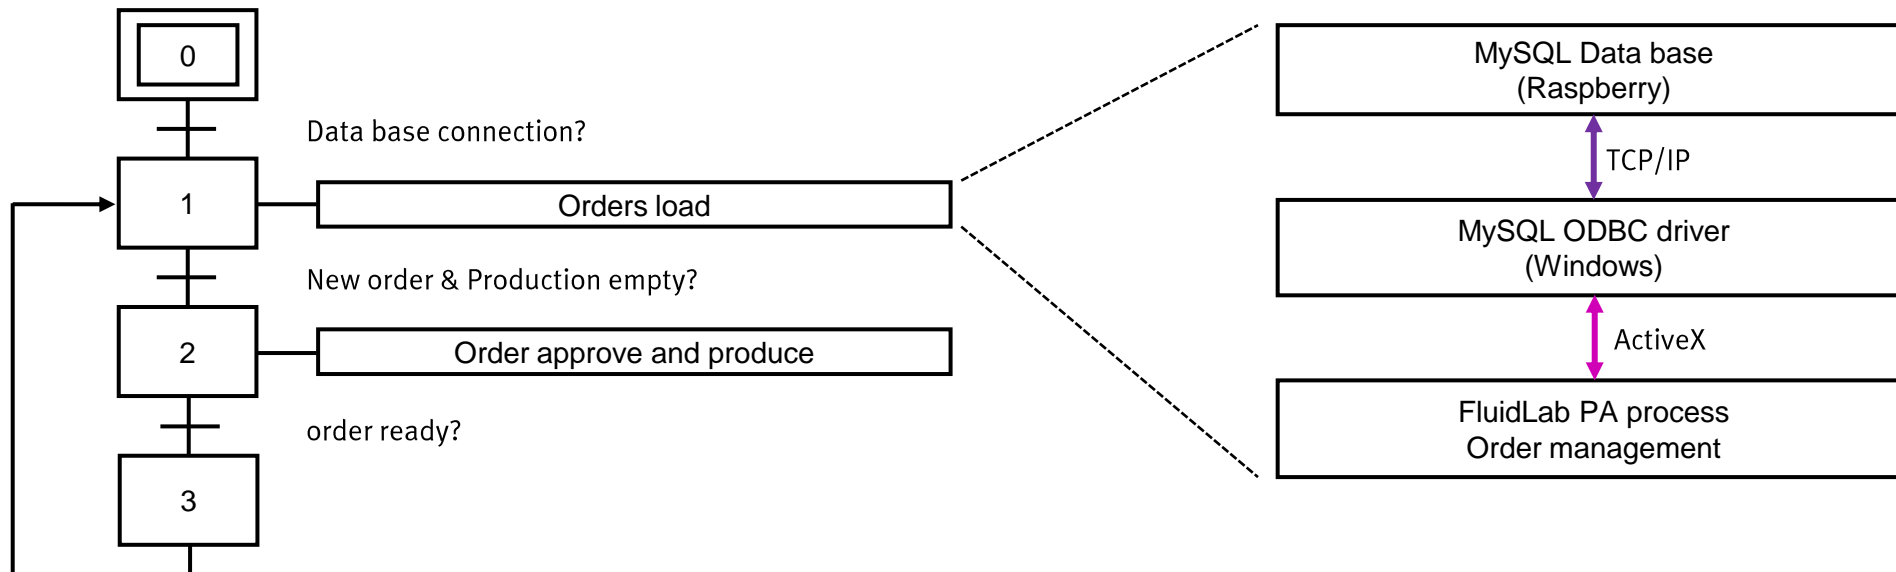 0
Data base connection?
1
Orders load
New order & Production empty?
2
Order approve and produce
order ready?
3
MySQL Data base
(Raspberry)
TCP/IP
MySQL ODBC driver
(Windows)
ActiveX
FluidLab PA process
Order management